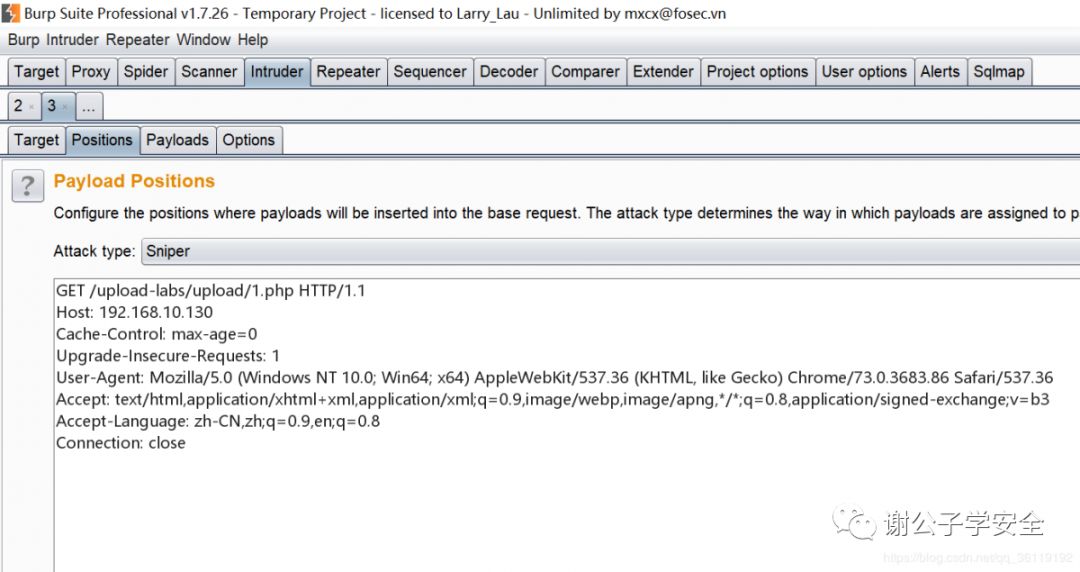 Burp Suite Professional v1.7.26 - Temporary Project - licensed to Larry_Lau - Unlimited by mxcx@fosec.vn
Burp Intruder Repeater Window Help
Target Proxy Spider Scanner Intruder Repeater Sequencer Decoder Comparer Extender Project options User options Alerts Sqlmap
2 × 3 × ...
Target Positions Payloads Options
? Payload Positions
Configure the positions where payloads will be inserted into the base request. The attack type determines the way in which payloads are assigned to p
Attack type: Sniper
GET /upload-labs/upload/1.php HTTP/1.1
Host: 192.168.10.130
Cache-Control: max-age=0
Upgrade-Insecure-Requests: 1
User-Agent: Mozilla/5.0 (Windows NT 10.0; Win64; x64) AppleWebKit/537.36 (KHTML, like Gecko) Chrome/73.0.3683.86 Safari/537.36
Accept: text/html,application/xhtml+xml,application/xml;q=0.9,image/webp,image/apng,*/*;q=0.8,application/signed-exchange;v=b3
Accept-Language: zh-CN,zh;q=0.9,en;q=0.8
Connection: close
谢公子学安全
https://blog.csdn.net/qq_36119192